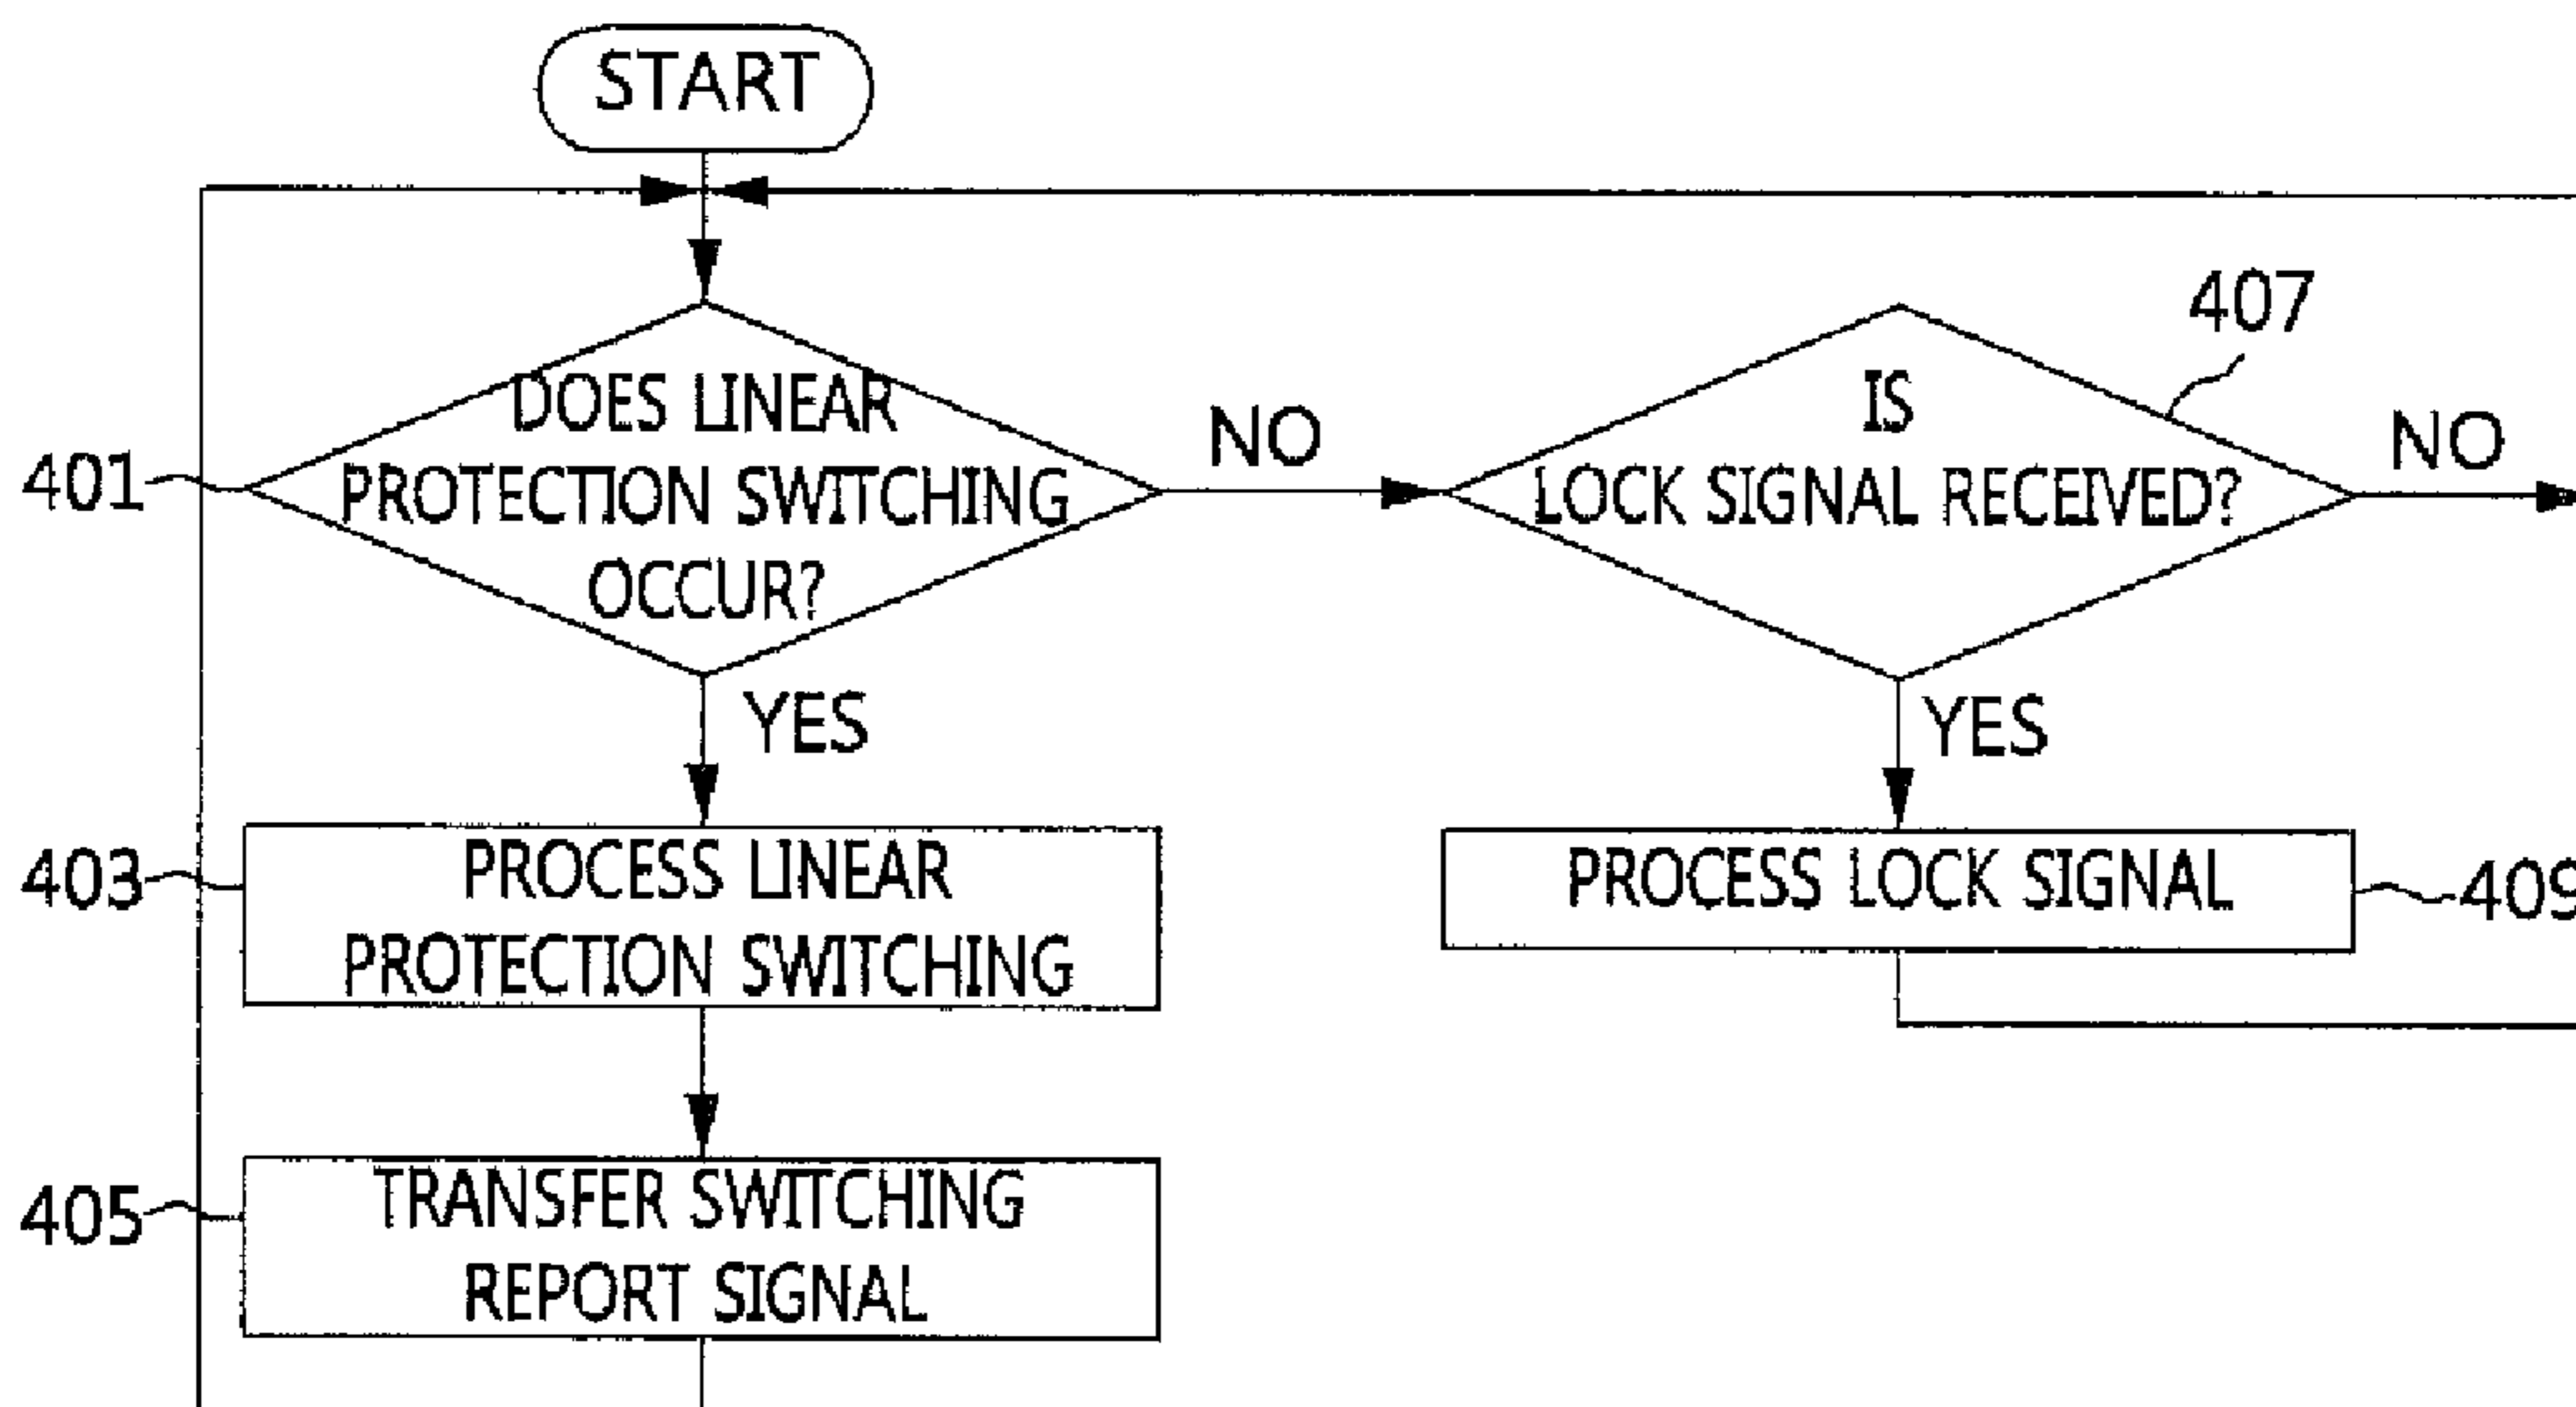 START
401
DOES LINEAR
PROTECTION SWITCHING
OCCUR?
NO
407
IS
LOCK SIGNAL RECEIVED?
NO
YES
YES
403
PROCESS LINEAR
PROTECTION SWITCHING
PROCESS LOCK SIGNAL
409
405
TRANSFER SWITCHING
REPORT SIGNAL